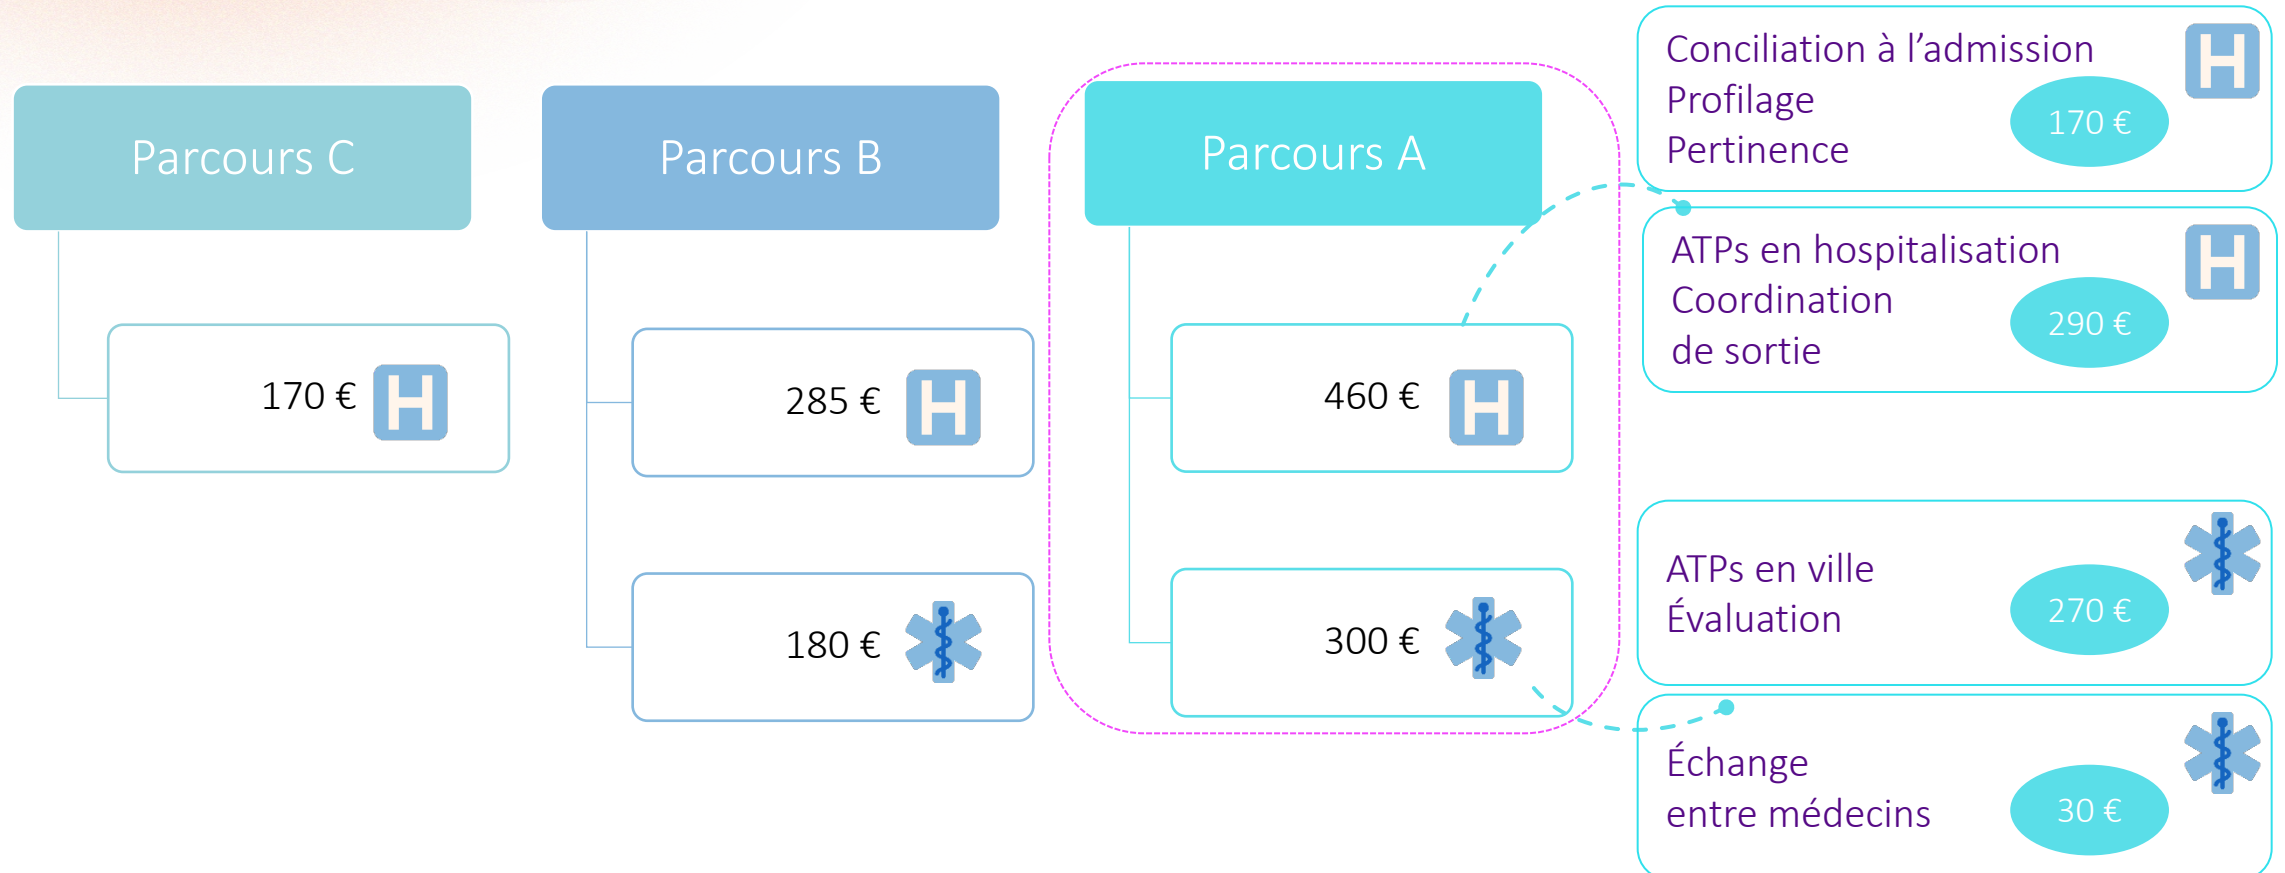 Parcours C
170 €
H
Parcours B
285 €
H
180 €
Parcours A
460 €
H
300 €
Conciliation à l’admission
Profilage
Pertinence
170 €
H
ATPs en hospitalisation
Coordination
de sortie
290 €
H
ATPs en ville
Évaluation
270 €
Échange
entre médecins
30 €